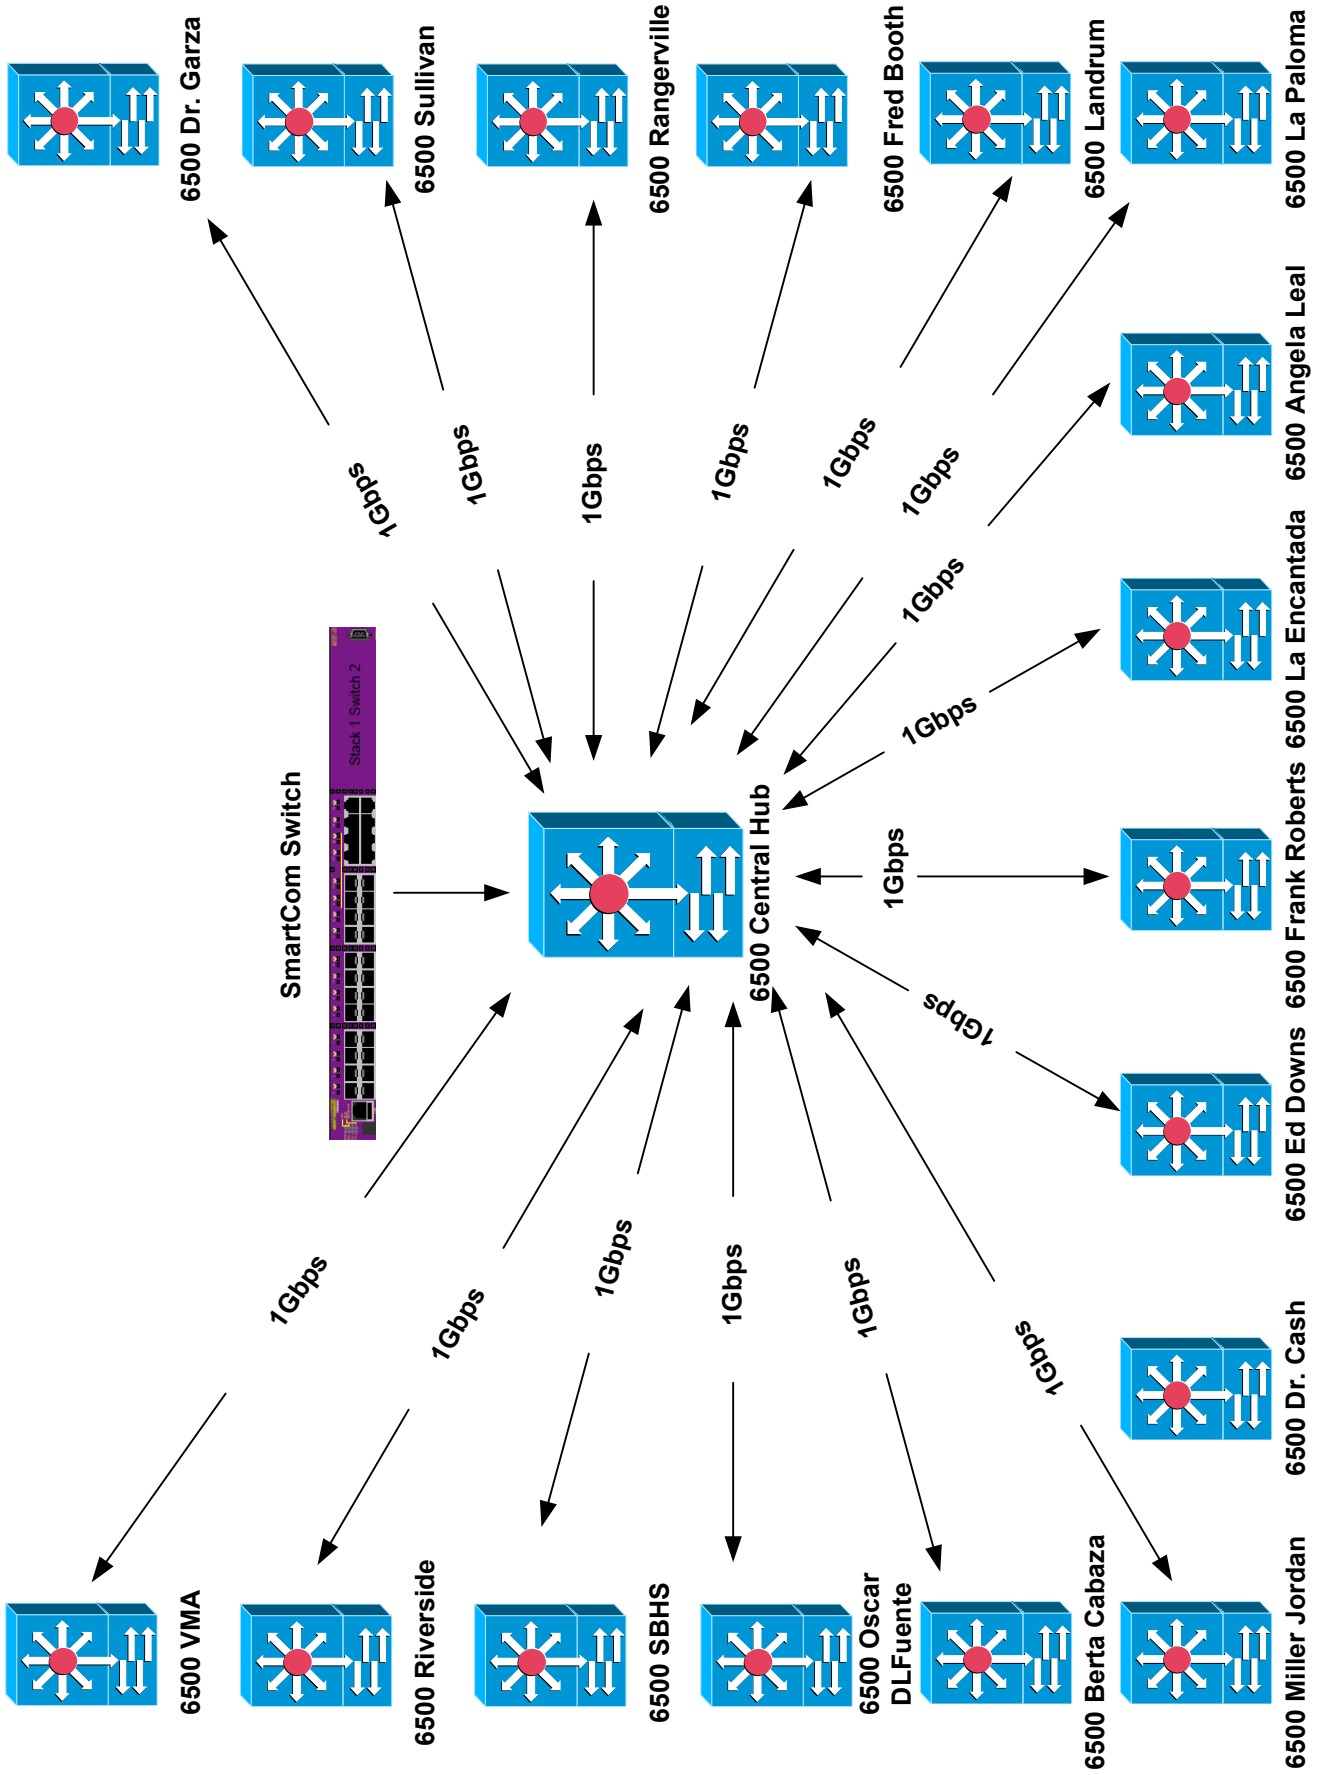 SmartCom Switch
Stack 1 Switch 2
6500 VMA
1Gbps
1Gbps
6500 Dr. Garza
6500 Riverside
1Gbps
1Gbps
6500 Sullivan
6500 SBHS
1Gbps
1Gbps
6500 Rangerville
6500 Oscar
DLFuente
1Gbps
6500 Central Hub
1Gbps
6500 Fred Booth
6500 Berta Cabaza
1Gbps
1Gbps
6500 Landrum
1Gbps
1Gbps
1Gbps
1Gbps
1Gbps
1Gbps
6500 Miller Jordan
6500 Dr. Cash
6500 Ed Downs
6500 Frank Roberts
6500 La Encantada
6500 Angela Leal
6500 La Paloma